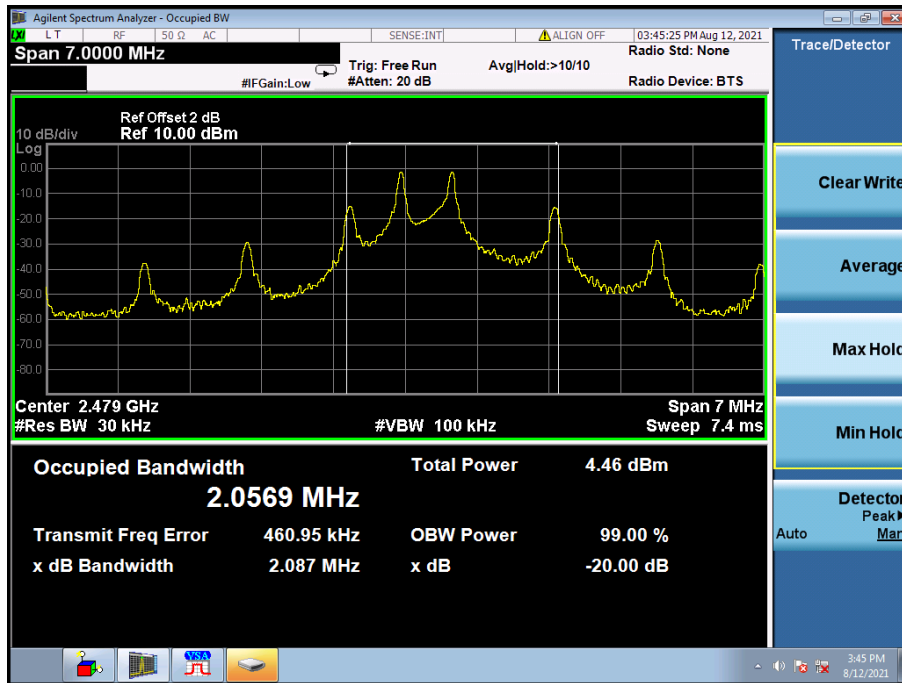 Agilent Spectrum Analyzer - Occupied BW
LXI L T RF 50 Ω AC SENSE:INT ALIGN OFF 03:45:25 PM Aug 12, 2021
Span 7.0000 MHz
Radio Std: None
Trig: Free Run Avg|Hold:>10/10
#IFGain:Low #Atten: 20 dB Radio Device: BTS
Trace/Detector
Ref Offset 2 dB
10 dB/div Ref 10.00 dBm
Log
0.00
-10.0
-20.0
-30.0
-40.0
-50.0
-60.0
-70.0
-80.0
Center 2.479 GHz Span 7 MHz
#Res BW 30 kHz #VBW 100 kHz Sweep 7.4 ms
Occupied Bandwidth Total Power 4.46 dBm
2.0569 MHz
Transmit Freq Error 460.95 kHz OBW Power 99.00 %
x dB Bandwidth 2.087 MHz x dB -20.00 dB
Clear Write
Average
Max Hold
Min Hold
Detector
Peak
Auto Man
VSA
3:45 PM
8/12/2021